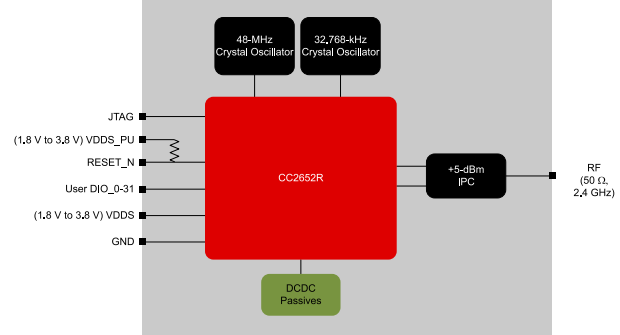 48-MHz
Crystal Oscillator
32.768-kHz
Crystal Oscillator
JTAG
(1.8 V to 3.8 V) VDDS_PU
RESET_N
User DIO_0-31
(1.8 V to 3.8 V) VDDS
GND
CC2652R
+5-dBm
IPC
RF
(50 Ω,
2.4 GHz)
DCDC
Passives